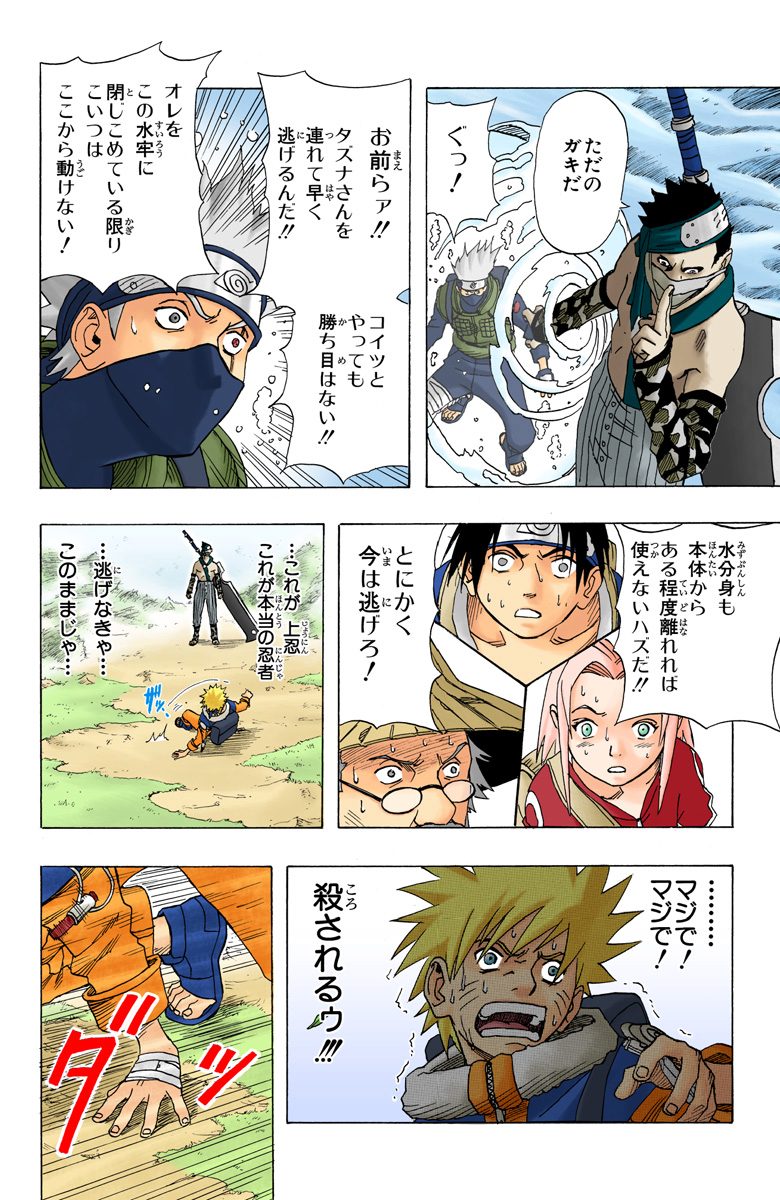 ただの
ガキだ
ぐっ！
お前らァ!!
タズナさんを
連れて早く
逃げるんだ!!
コイツと
やっても
勝ち目はない!!
オレを
この水牢に
閉じこめている限り
こいつは
ここから動けない！
水分身も
本体から
ある程度離れれば
使えないハズだ!!
とにかく
今は逃げろ！
…これが 上忍
これが本当の忍者
…逃げなきゃ…
このままじゃ…
ザッ
………
マジで！
マジで！
殺されるゥ!!!
ダッ